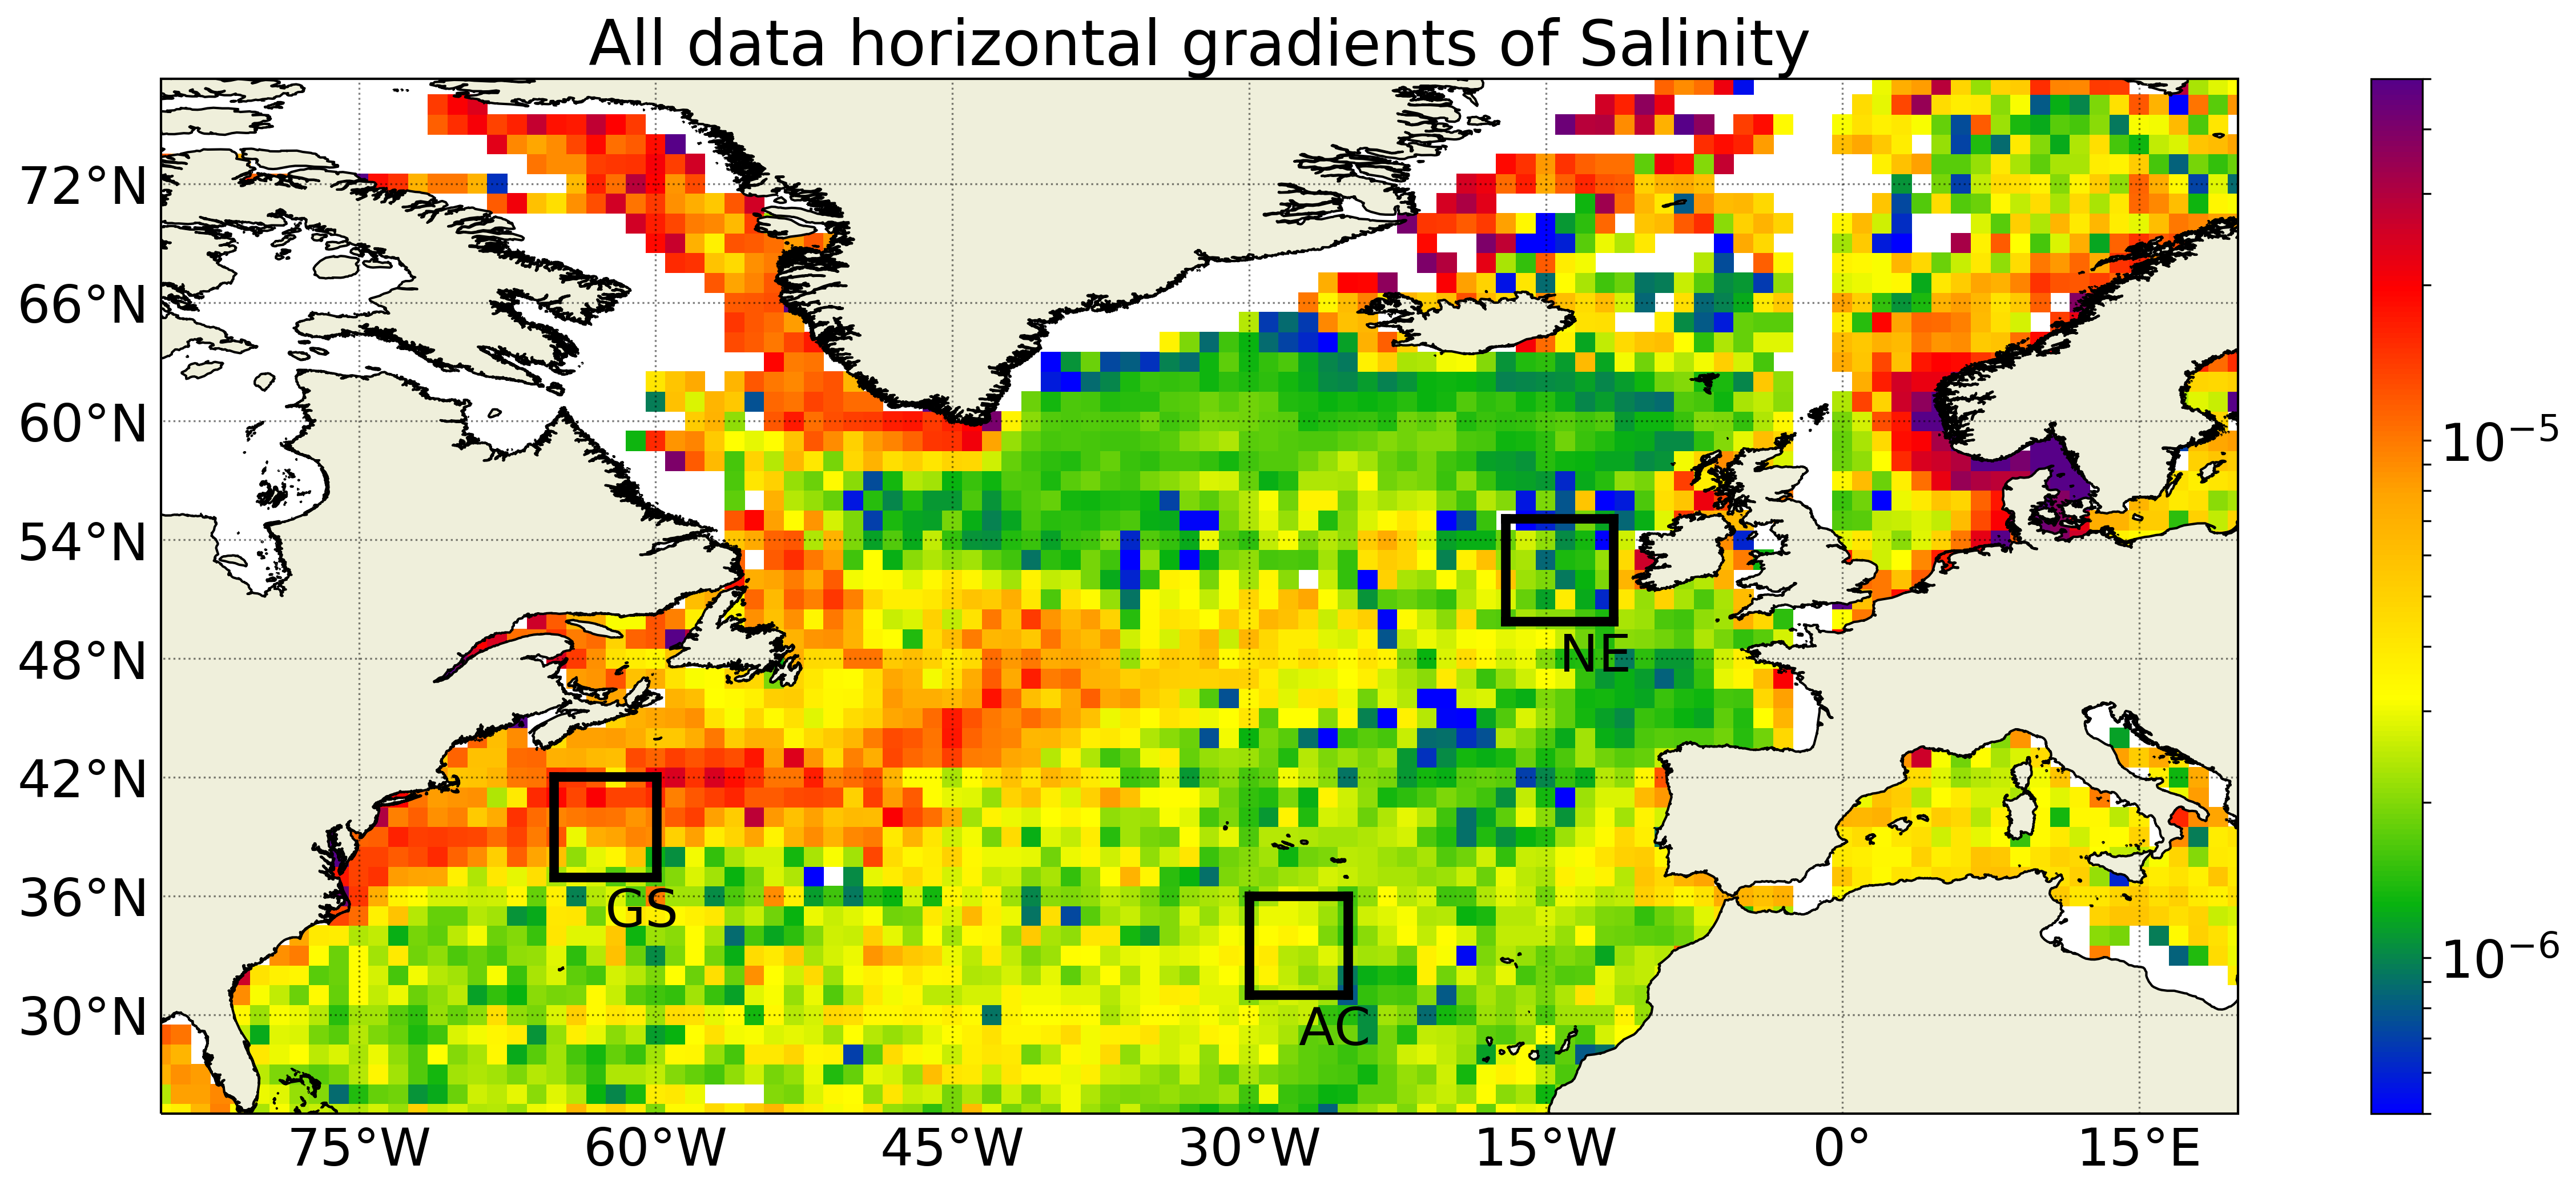 All data horizontal gradients of Salinity
72°N
66°N
60°N
54°N
48°N
42°N
36°N
30°N
NE
GS
AC
75°W
60°W
45°W
30°W
15°W
0°
15°E
10⁻⁵
10⁻⁶